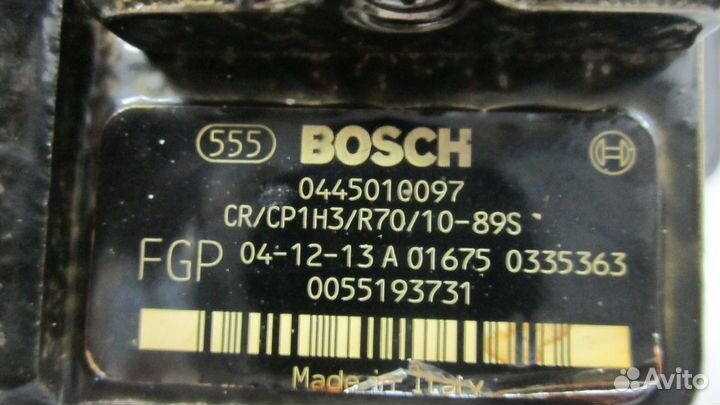 555 BOSCH
0445010097
CR/CP1H3/R70/10-89S
FGP 04-12-13 A 01675 0335363
0055193731
Made in Italy
Avito